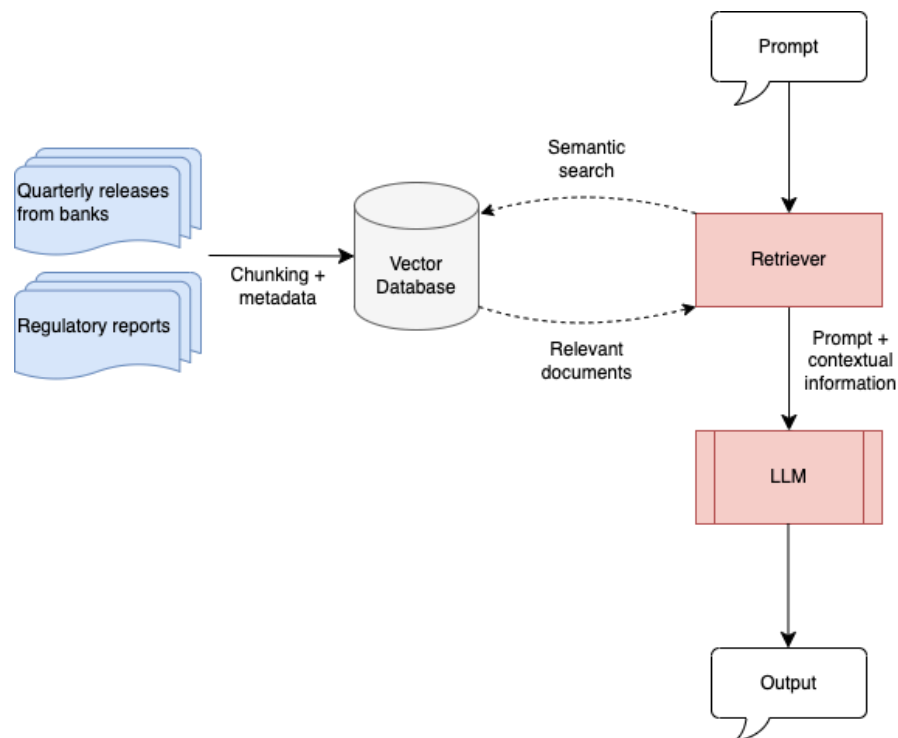 Prompt
Semantic
search
Quarterly releases
from banks
Vector
Database
Retriever
Chunking +
metadata
Regulatory reports
Relevant
documents
Prompt +
contextual
information
LLM
Output